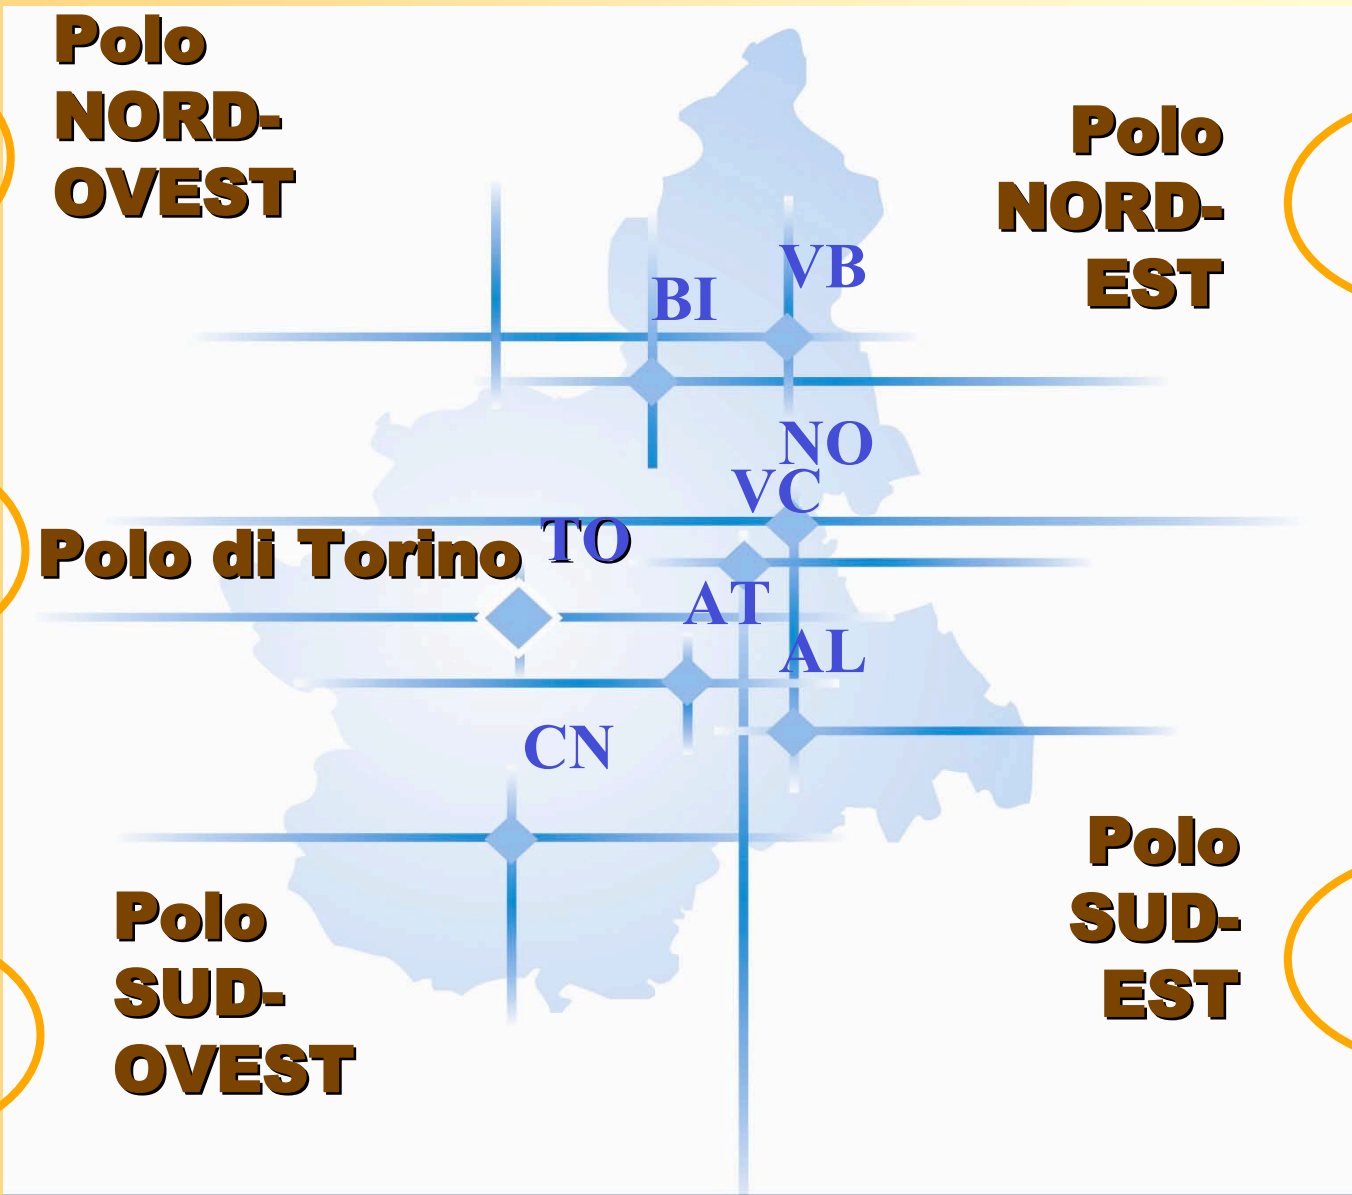 Polo
NORD-
OVEST
Polo
NORD-
EST
VB
BI
NO
VC
Polo di Torino
TO
AT
AL
CN
Polo
SUD-
EST
Polo
SUD-
OVEST